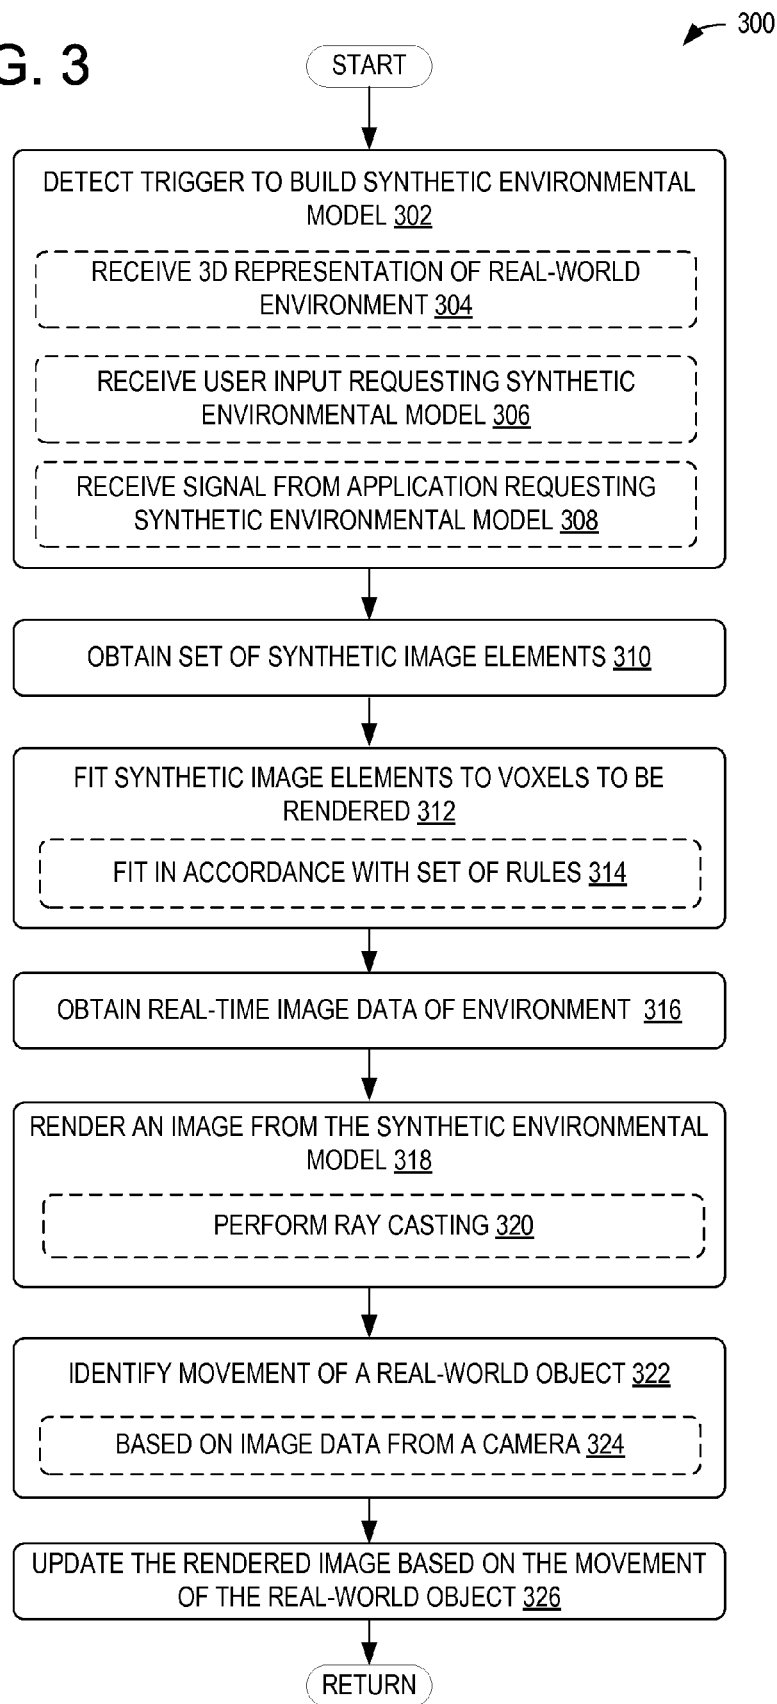 G. 3
300
START
DETECT TRIGGER TO BUILD SYNTHETIC ENVIRONMENTAL
MODEL 302
RECEIVE 3D REPRESENTATION OF REAL-WORLD
ENVIRONMENT 304
RECEIVE USER INPUT REQUESTING SYNTHETIC
ENVIRONMENTAL MODEL 306
RECEIVE SIGNAL FROM APPLICATION REQUESTING
SYNTHETIC ENVIRONMENTAL MODEL 308
OBTAIN SET OF SYNTHETIC IMAGE ELEMENTS 310
FIT SYNTHETIC IMAGE ELEMENTS TO VOXELS TO BE
RENDERED 312
FIT IN ACCORDANCE WITH SET OF RULES 314
OBTAIN REAL-TIME IMAGE DATA OF ENVIRONMENT 316
RENDER AN IMAGE FROM THE SYNTHETIC ENVIRONMENTAL
MODEL 318
PERFORM RAY CASTING 320
IDENTIFY MOVEMENT OF A REAL-WORLD OBJECT 322
BASED ON IMAGE DATA FROM A CAMERA 324
UPDATE THE RENDERED IMAGE BASED ON THE MOVEMENT
OF THE REAL-WORLD OBJECT 326
RETURN